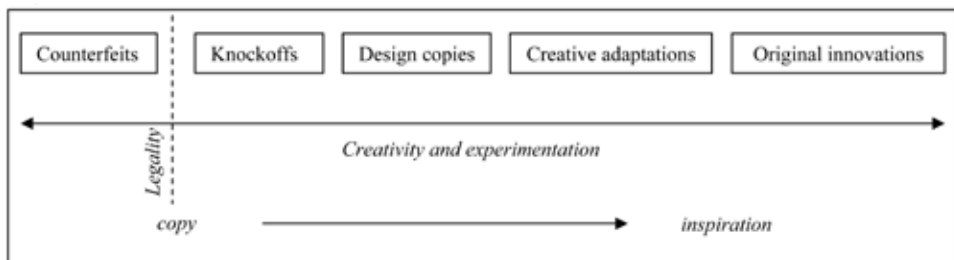 Counterfeits
Knockoffs
Design copies
Creative adaptations
Original innovations
Legality
Creativity and experimentation
copy
inspiration